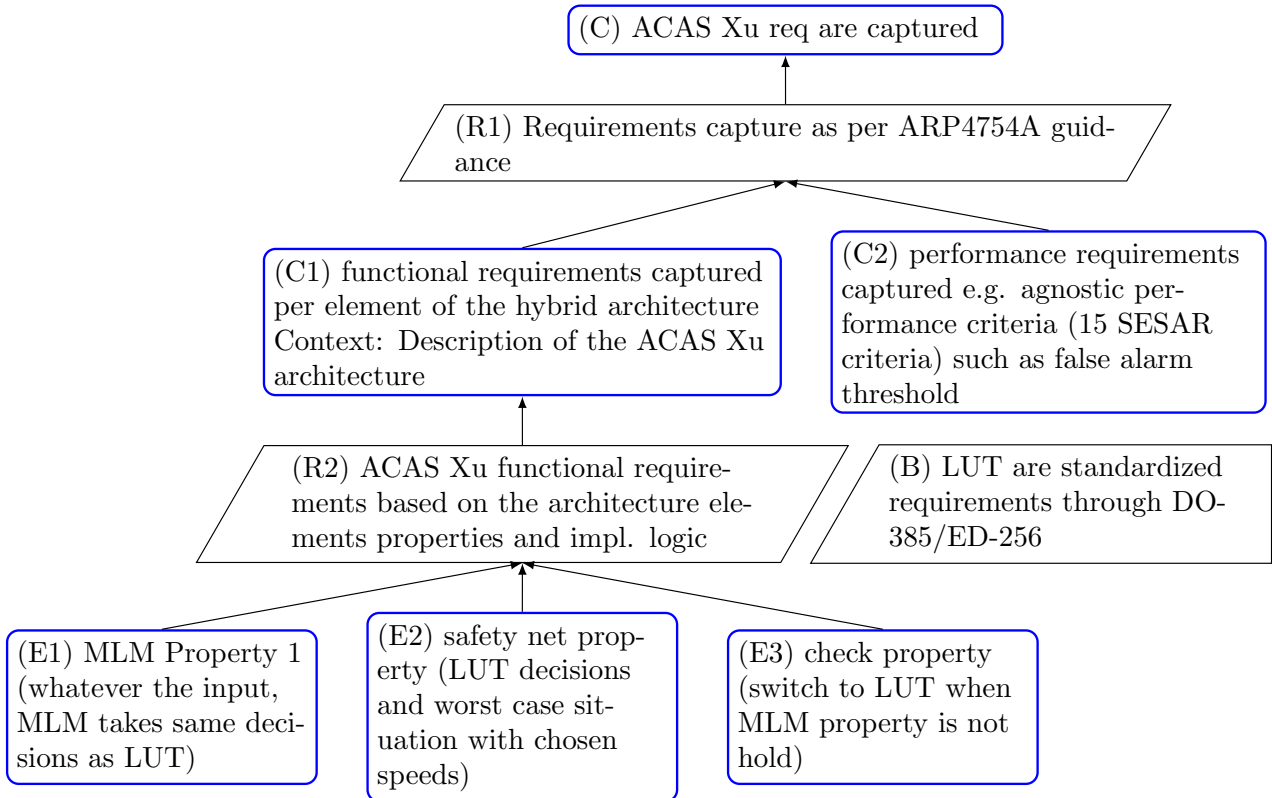 (C) ACAS Xu req are captured
(R1) Requirements capture as per ARP4754A guid-
ance
(C1) functional requirements captured
per element of the hybrid architecture
Context: Description of the ACAS Xu
architecture
(C2) performance requirements
captured e.g. agnostic per-
formance criteria (15 SESAR
criteria) such as false alarm
threshold
(R2) ACAS Xu functional require-
ments based on the architecture ele-
ments properties and impl. logic
(B) LUT are standardized
requirements through DO-
385/ED-256
(E1) MLM Property 1
(whatever the input,
MLM takes same deci-
sions as LUT)
(E2) safety net prop-
erty (LUT decisions
and worst case sit-
uation with chosen
speeds)
(E3) check property
(switch to LUT when
MLM property is not
hold)